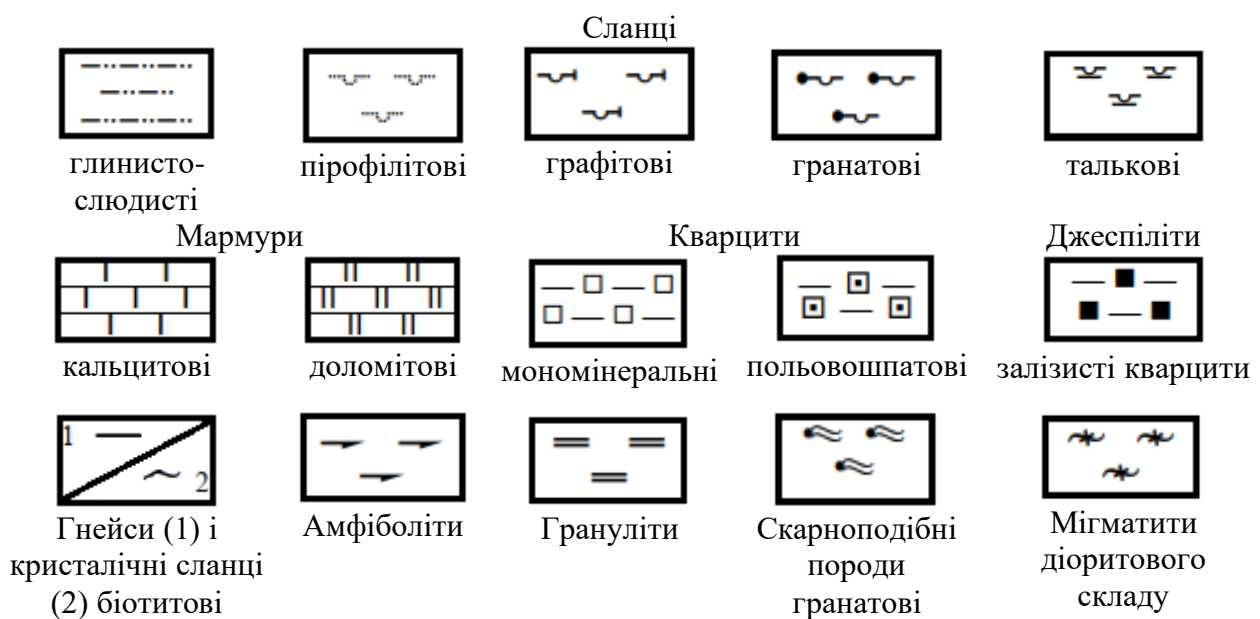 Сланці
глинисто-
слюдисті
пірофілітові
графітові
гранатові
талькові
Мармури
Кварцити
Джеспіліти
кальцитові
доломітові
мономінеральні
польовошпатові
залізисті кварцити
1
2
Гнейси (1) і
кристалічні сланці
(2) біотитові
Амфіболіти
Грануліти
Скарноподібні
породи
гранатові
Мігматити
діоритового
складу